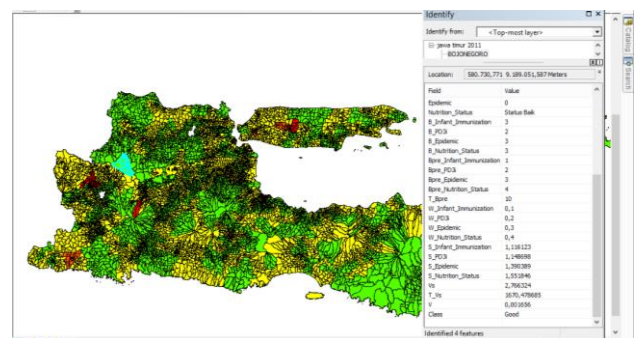 Identify
Identify from: <Top-most layer>
jawa timur 2011
BOJONEGORO
Location: 580.730,771 9.189.051,587 Meters
Field Value
Epidemic 0
Nutrition_Status Status Baik
B_Infant_Immunization 3
B_PD3i 2
B_Epidemic 3
B_Nutrition_Status 3
Bpre_Infant_Immunization 1
Bpre_PD3i 2
Bpre_Epidemic 3
Bpre_Nutrition_Status 4
T_Bpre 10
W_Infant_Immunization 0,1
W_PD3i 0,2
W_Epidemic 0,3
W_Nutrition_Status 0,4
S_Infant_Immunization 1,116123
S_PD3i 1,148698
S_Epidemic 1,390389
S_Nutrition_Status 1,551846
Vs 2,766324
T_Vs 1670,478685
V 0,001656
Class Good
Identified 4 features
Catalog
Search